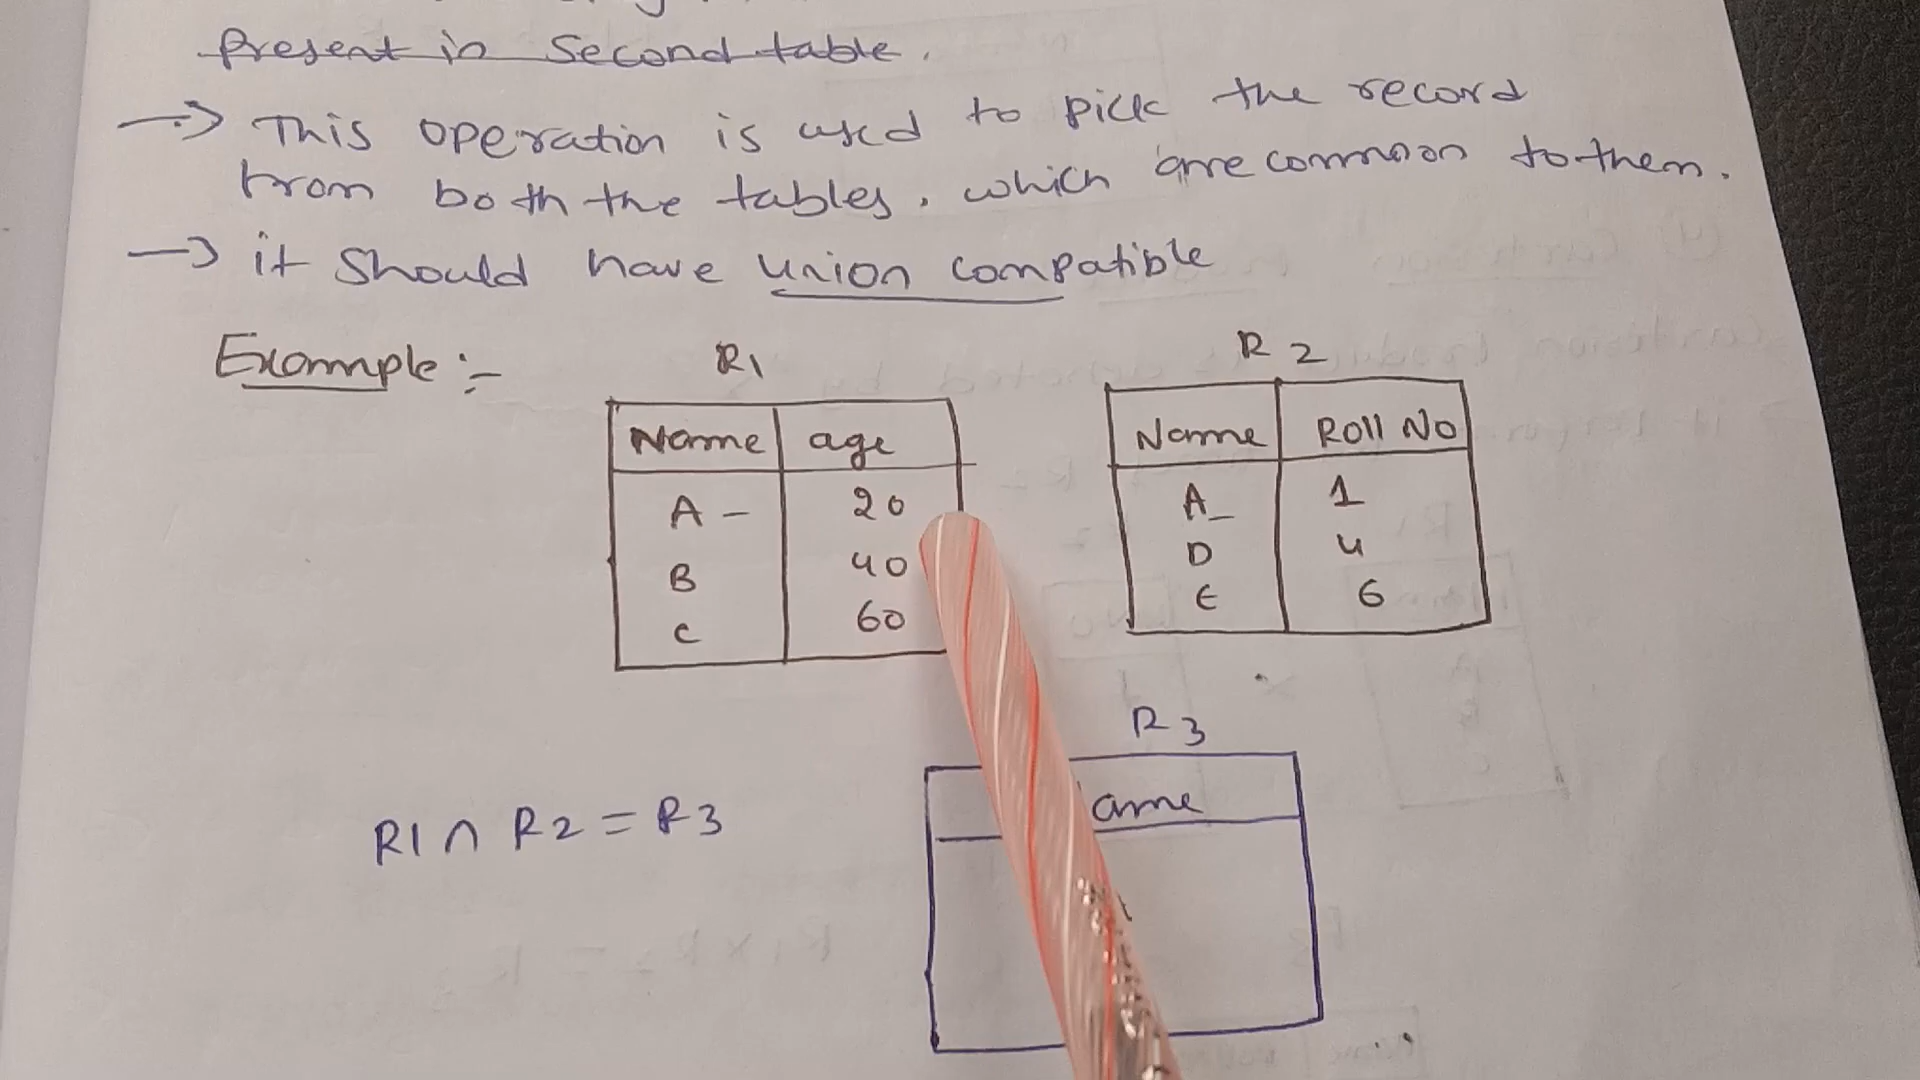 Present in Second table.
→ This operation is used to pick the record
from both the tables, which are common to them.
→ it should have union compatible
Example :-
R1
Name age
A - 20
B 40
C 60
R 2
Name Roll No
A - 1
D 4
E 6
R1 ∩ R2 = R3
R3
ame